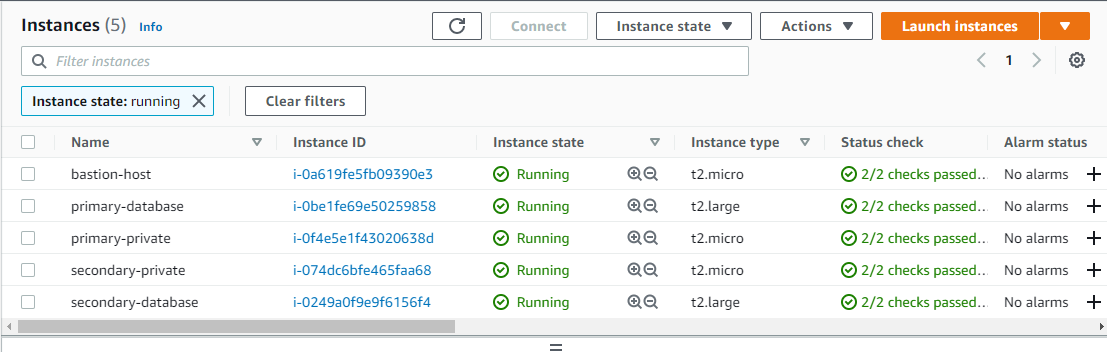 Instances (5) Info Connect Instance state Actions Launch instances
Filter instances 1
Instance state: running Clear filters
Name Instance ID Instance state Instance type Status check Alarm status
bastion-host i-0a619fe5fb09390e3 Running t2.micro 2/2 checks passed... No alarms
primary-database i-0be1fe69e50259858 Running t2.large 2/2 checks passed... No alarms
primary-private i-0f4e5e1f43020638d Running t2.micro 2/2 checks passed... No alarms
secondary-private i-074dc6bfe465faa68 Running t2.micro 2/2 checks passed... No alarms
secondary-database i-0249a0f9e9f6156f4 Running t2.large 2/2 checks passed... No alarms